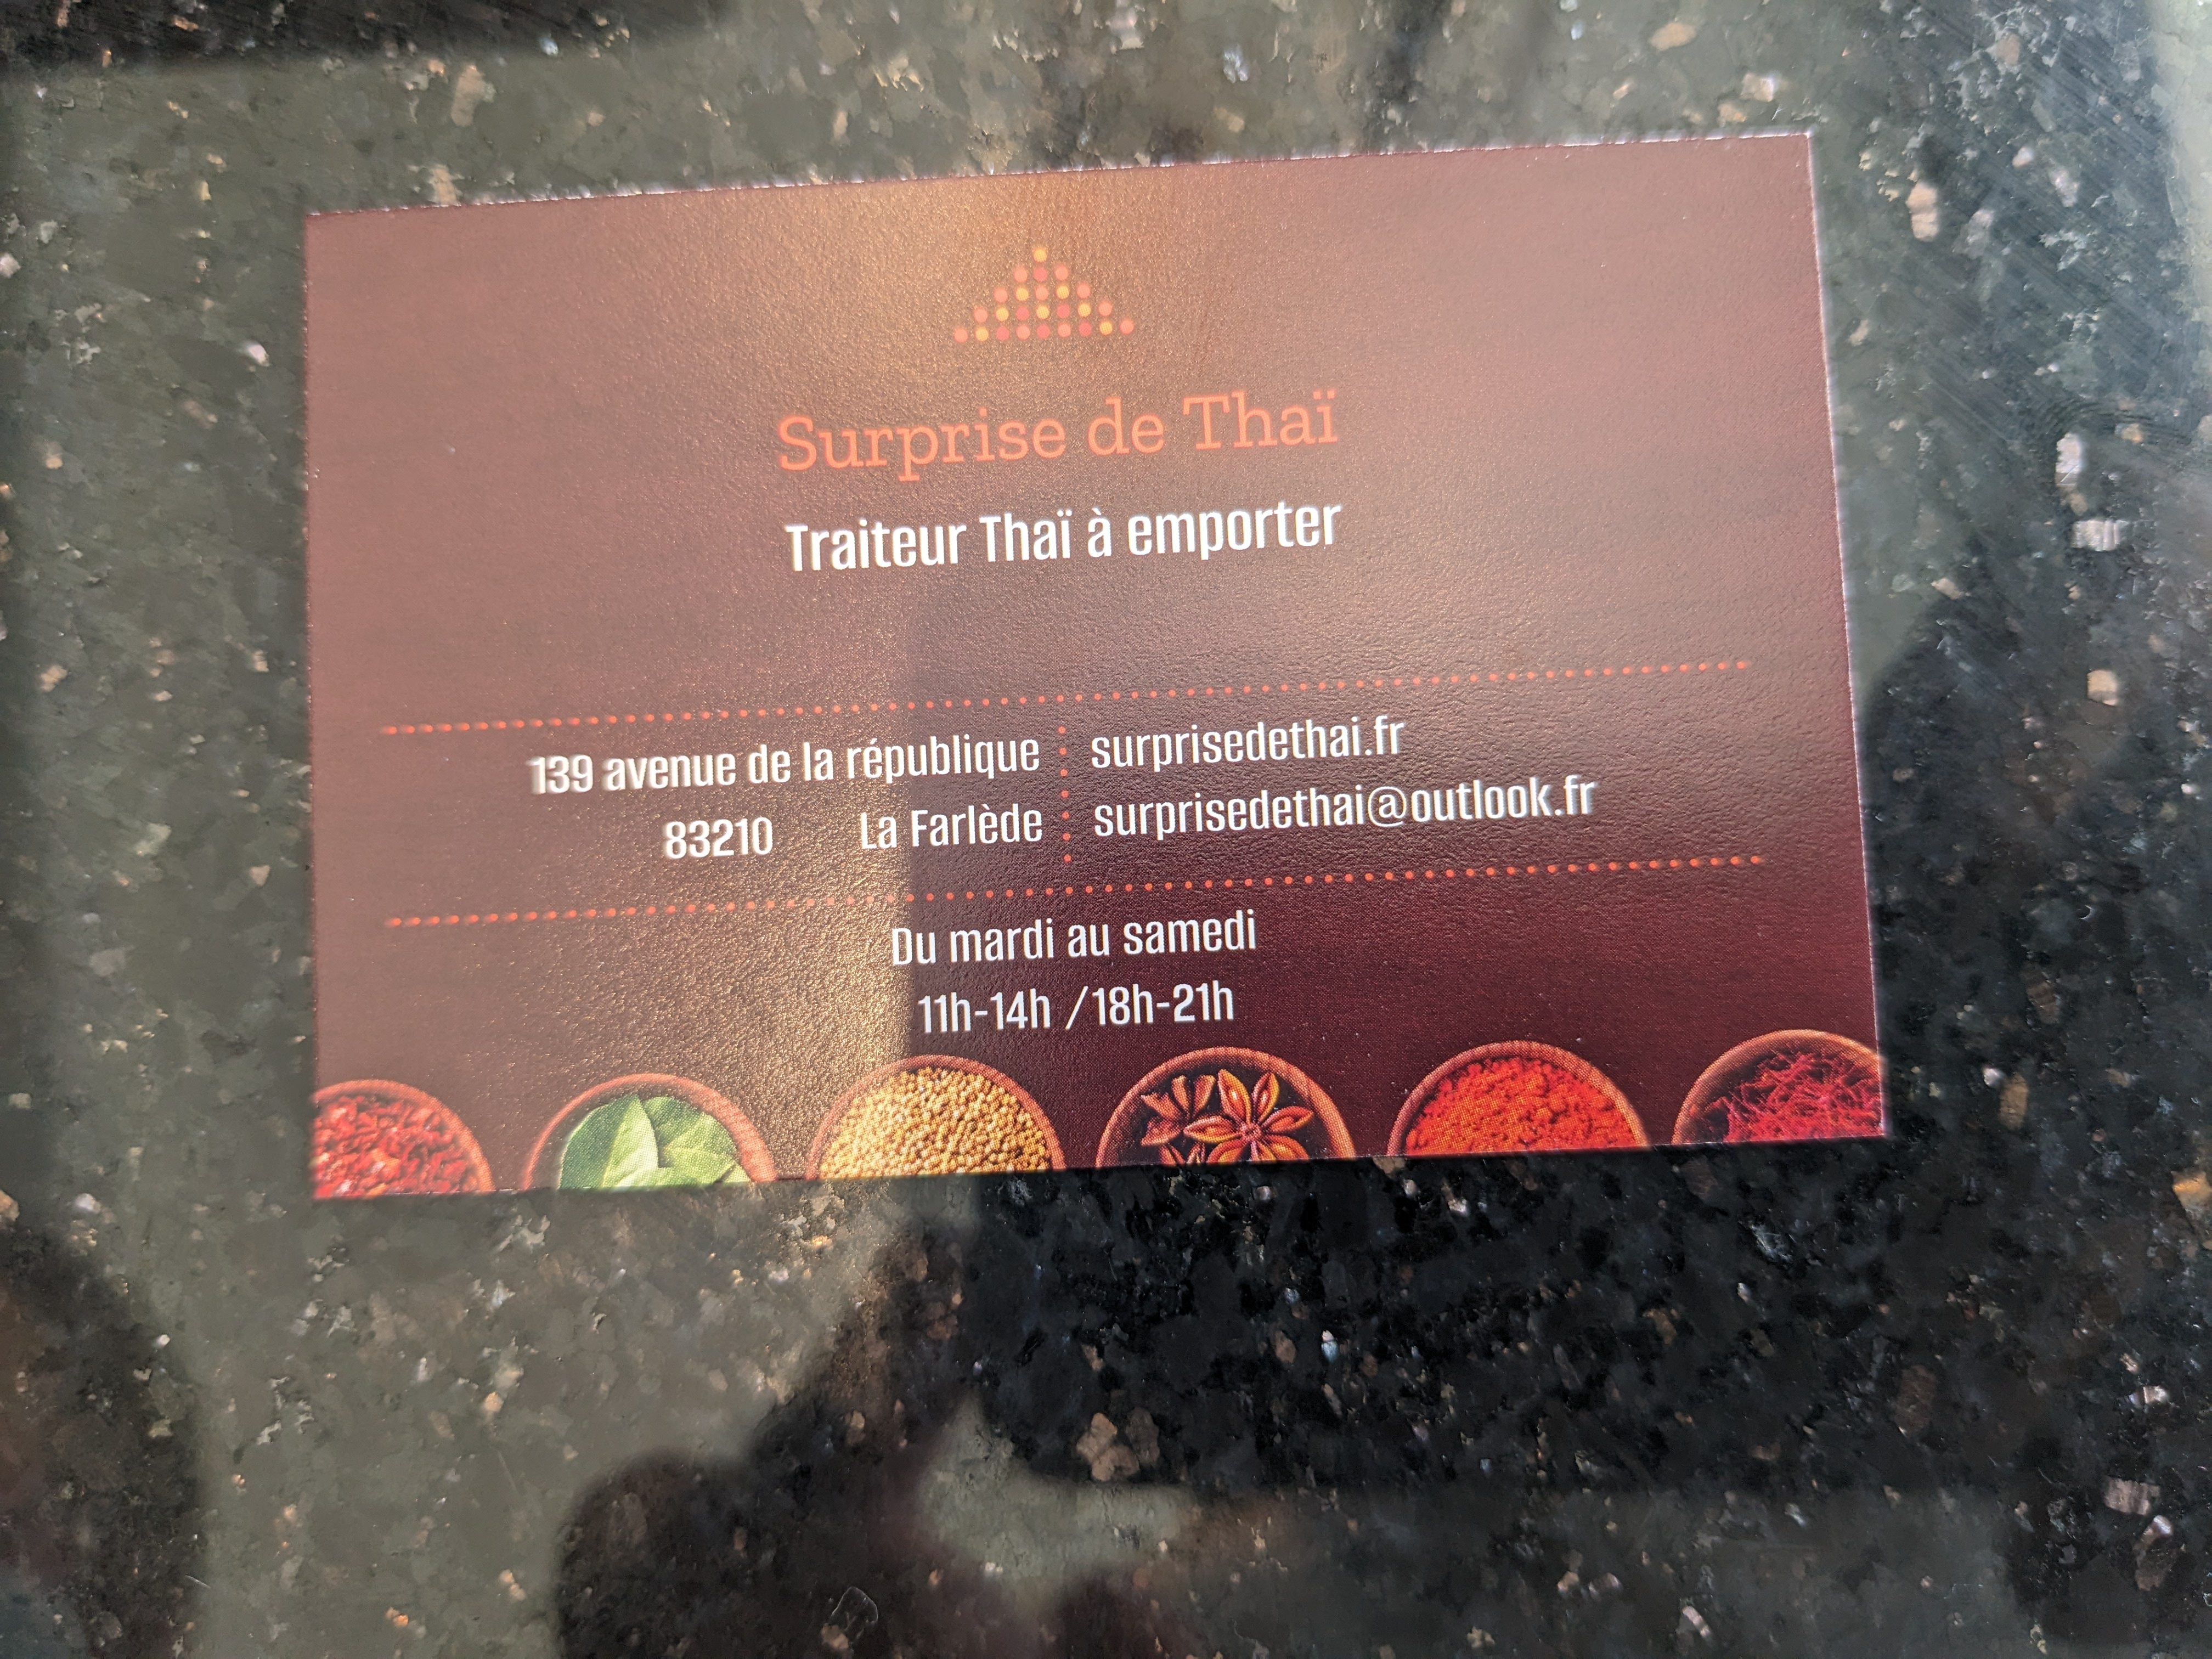 Surprise de Thaï
Traiteur Thaï à emporter
139 avenue de la république
83210 La Farlède
surprisedethai.fr
surprisedethai@outlook.fr
Du mardi au samedi
11h-14h /18h-21h